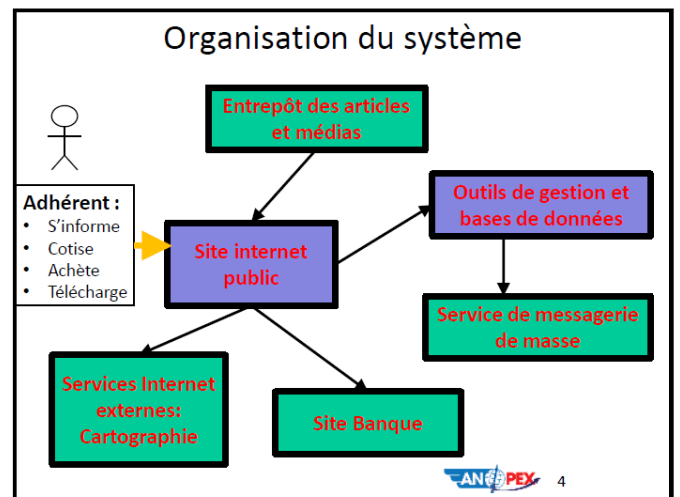 Organisation du système
Entrepôt des articles
et médias
Adhérent :
• S'informe
• Cotise
• Achète
• Télécharge
Site internet
public
Outils de gestion et
bases de données
Service de messagerie
de masse
Services Internet
externes:
Cartographie
Site Banque
ANOPEX
4